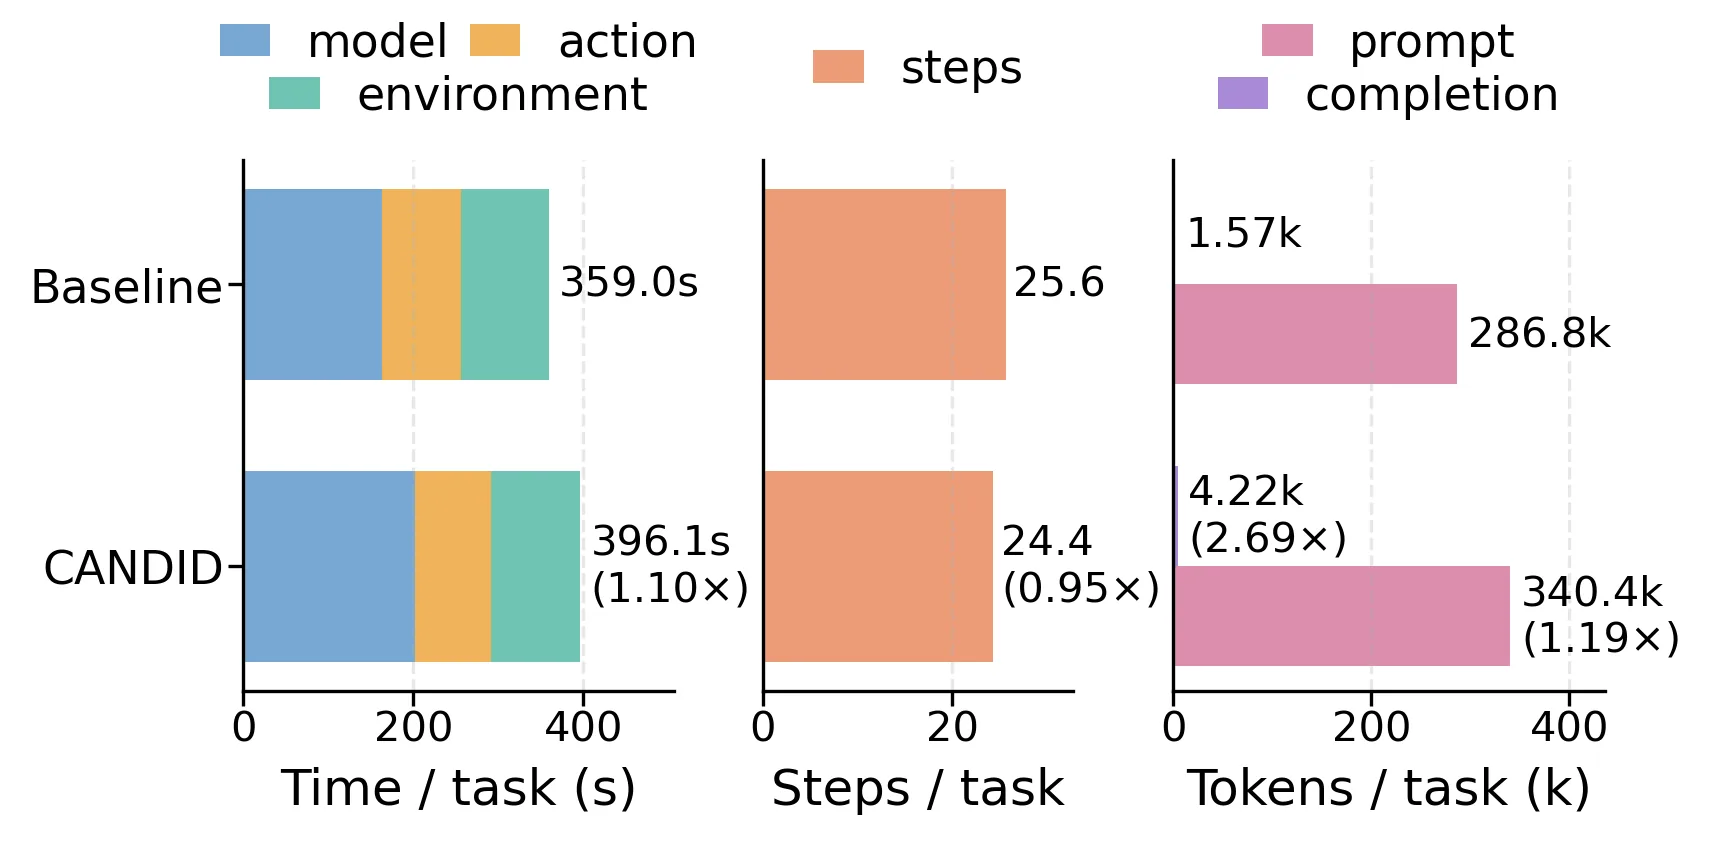 model action
environment
steps
prompt
completion
Baseline
359.0s
25.6
1.57k
286.8k
CANDID
396.1s
(1.10×)
24.4
(0.95×)
4.22k
(2.69×)
340.4k
(1.19×)
0 200 400
0 20
0 200 400
Time / task (s)
Steps / task
Tokens / task (k)